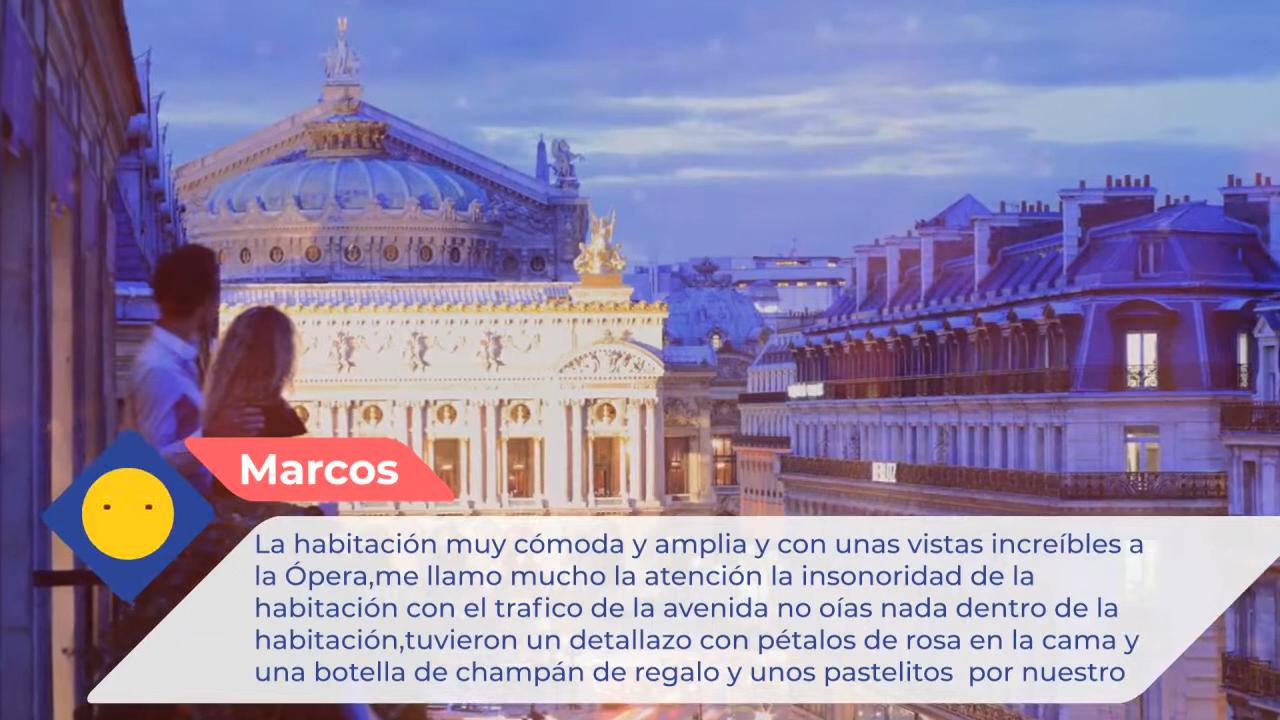 Marcos
La habitación muy cómoda y amplia y con unas vistas increíbles a
la Ópera,me llamo mucho la atención la insonoridad de la
habitación con el trafico de la avenida no oías nada dentro de la
habitación,tuvieron un detallazo con pétalos de rosa en la cama y
una botella de champán de regalo y unos pastelitos  por nuestro